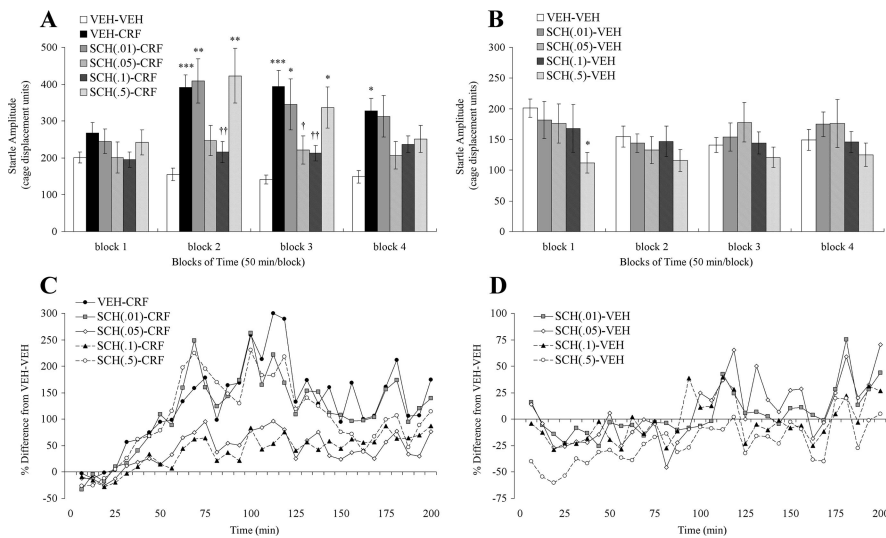 A
VEH-VEH
VEH-CRF
SCH(.01)-CRF
SCH(.05)-CRF
SCH(.1)-CRF
SCH(.5)-CRF
Startle Amplitude
(cage displacement units)
500
400
300
200
100
0
*** ** †† **
*** * † †† *
*
block 1 block 2 block 3 block 4
Blocks of Time (50 min/block)
B
VEH-VEH
SCH(.01)-VEH
SCH(.05)-VEH
SCH(.1)-VEH
SCH(.5)-VEH
Startle Amplitude
(cage displacement units)
300
250
200
150
100
50
0
*
block 1 block 2 block 3 block 4
Blocks of Time (50 min/block)
C
VEH-CRF
SCH(.01)-CRF
SCH(.05)-CRF
SCH(.1)-CRF
SCH(.5)-CRF
% Difference from VEH-VEH
300
250
200
150
100
50
0
-50
-100
0 25 50 75 100 125 150 175 200
Time (min)
D
SCH(.01)-VEH
SCH(.05)-VEH
SCH(.1)-VEH
SCH(.5)-VEH
% Difference from VEH-VEH
100
75
50
25
0
-25
-50
-75
0 25 50 75 100 125 150 175 200
Time (min)